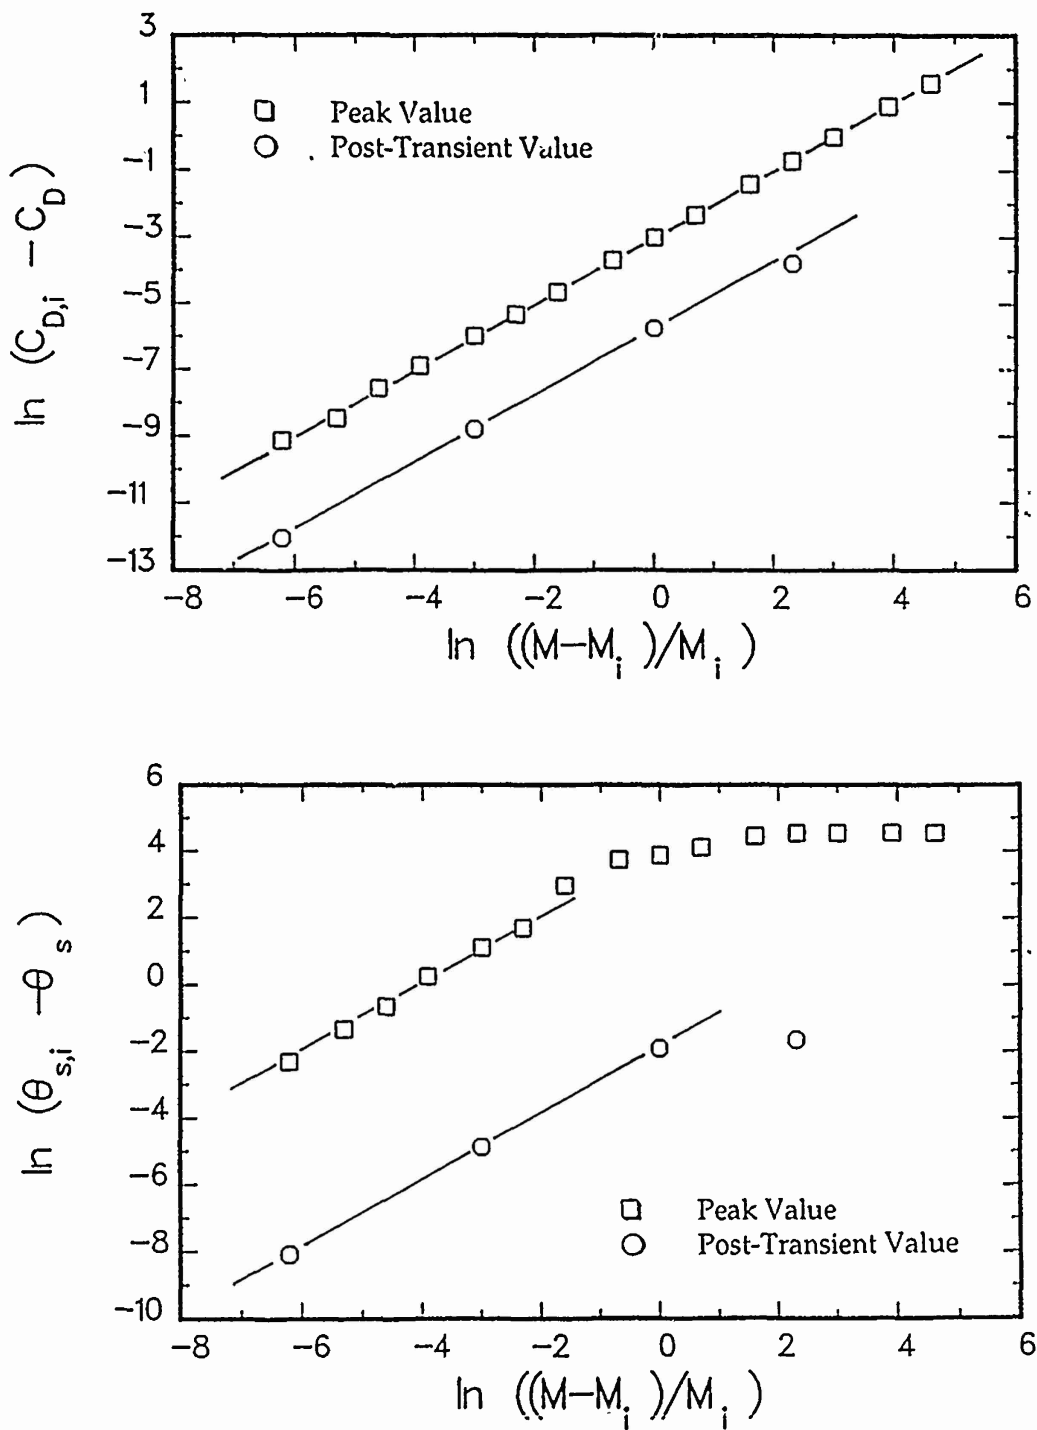 3
1
−1
−3
−5
−7
−9
−11
−13
ln (C_D,i − C_D)
□ Peak Value
○ Post-Transient Value
−8 −6 −4 −2 0 2 4 6
ln ((M−M_i)/M_i)
6
4
2
0
−2
−4
−6
−8
−10
ln (θ_s,i −θ_s)
□ Peak Value
○ Post-Transient Value
−8 −6 −4 −2 0 2 4 6
ln ((M−M_i)/M_i)